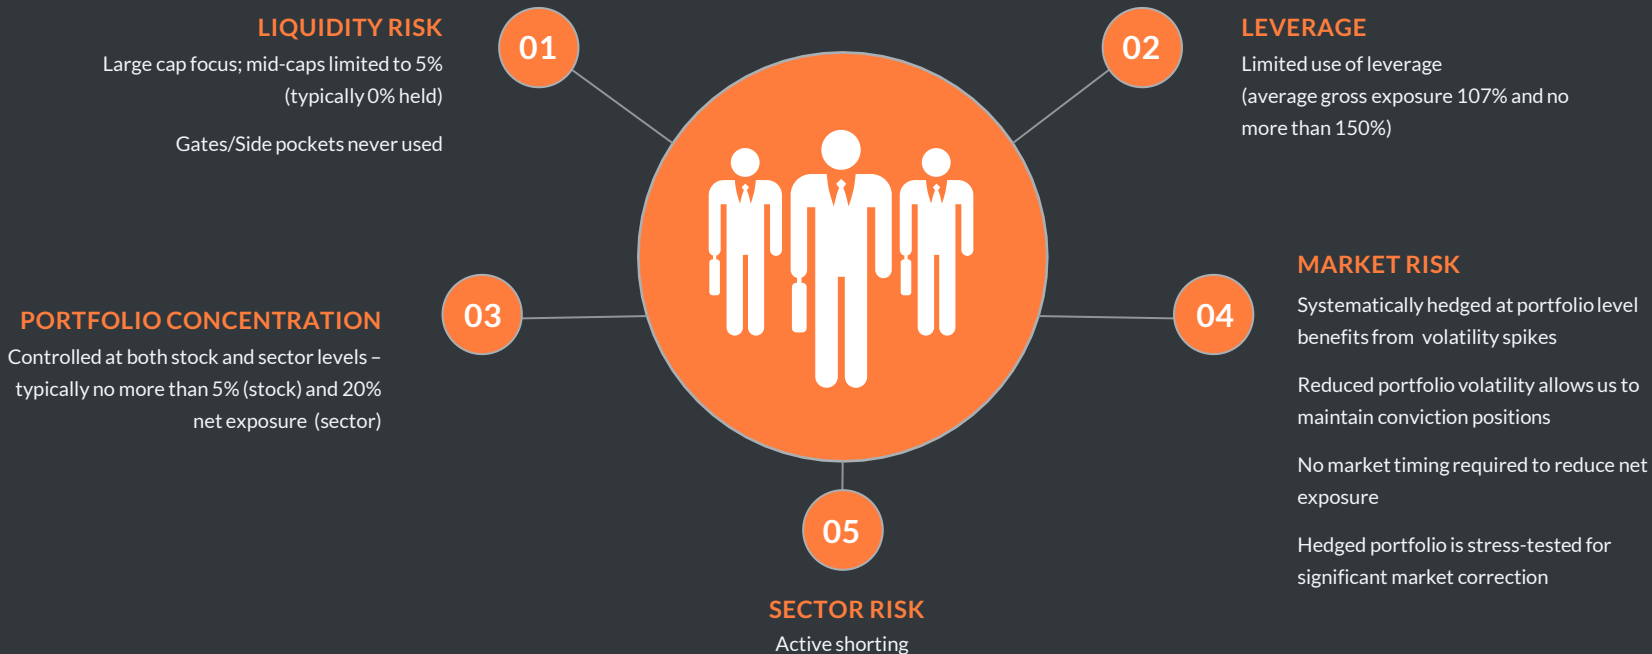 01
LIQUIDITY RISK
Large cap focus; mid-caps limited to 5%
(typically 0% held)
Gates/Side pockets never used
02
LEVERAGE
Limited use of leverage
(average gross exposure 107% and no
more than 150%)
03
PORTFOLIO CONCENTRATION
Controlled at both stock and sector levels –
typically no more than 5% (stock) and 20%
net exposure (sector)
04
MARKET RISK
Systematically hedged at portfolio level
benefits from volatility spikes
Reduced portfolio volatility allows us to
maintain conviction positions
No market timing required to reduce net
exposure
Hedged portfolio is stress-tested for
significant market correction
05
SECTOR RISK
Active shorting